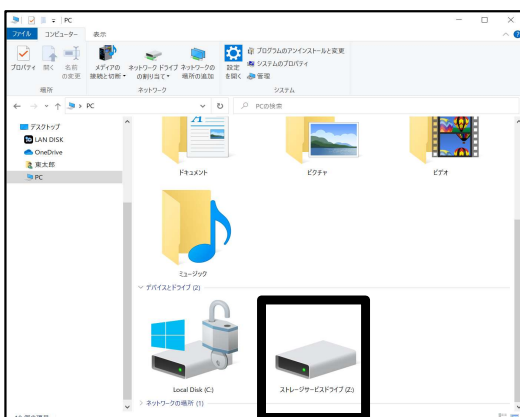 PC
ファイル コンピューター 表示
プロパティ 開く 名前の変更 メディアの接続と切断 ネットワーク ドライブの割り当て ネットワークの場所の追加 設定を開く プログラムのアンインストールと変更
システムのプロパティ
管理
場所 ネットワーク システム
PC PCの検索
デスクトップ
LAN DISK
OneDrive
東太郎
PC
ドキュメント ピクチャ ビデオ
ミュージック
デバイスとドライブ (2)
Local Disk (C:) ストレージサービスドライブ (Z:)
ネットワークの場所 (1)